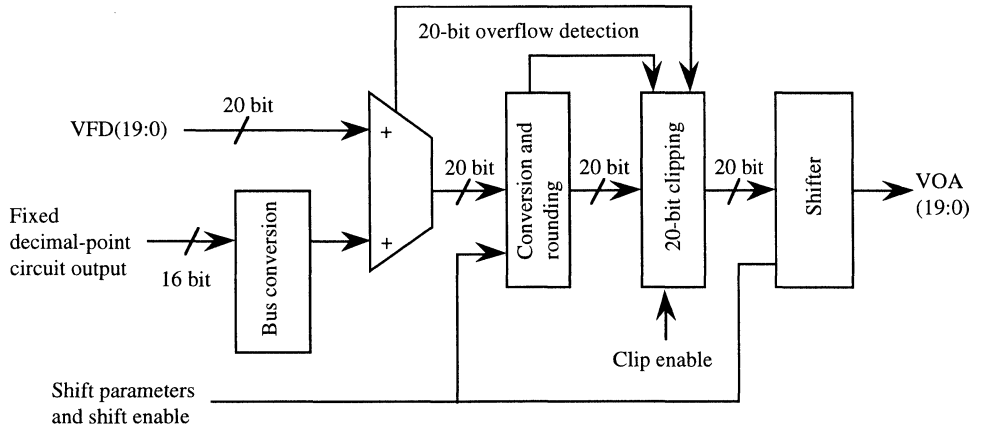 20-bit overflow detection
20 bit
VFD(19:0)
+
20 bit
20 bit
20 bit
Conversion and
rounding
20-bit clipping
Shifter
VOA
(19:0)
Fixed
decimal-point
circuit output
16 bit
Bus conversion
+
Clip enable
Shift parameters
and shift enable